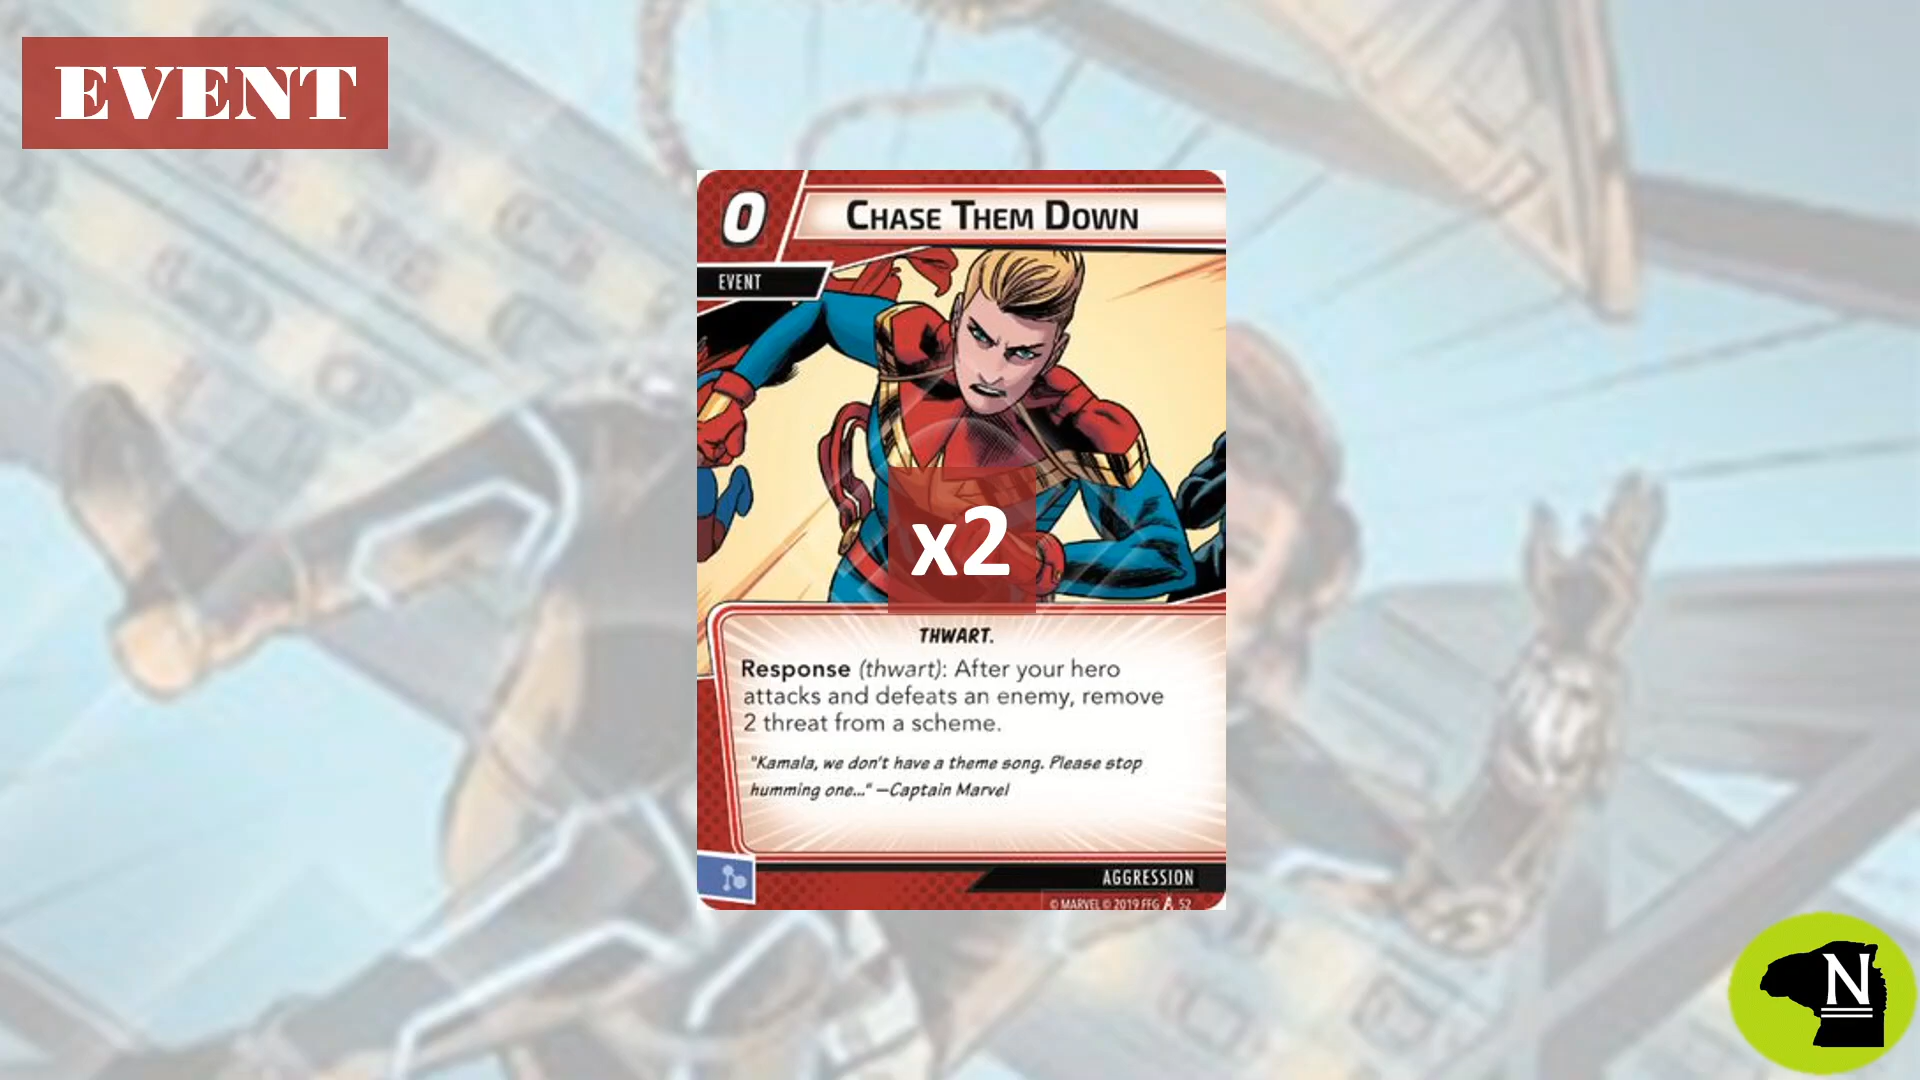 EVENT
0
CHASE THEM DOWN
EVENT
x2
THWART.
Response (thwart): After your hero
attacks and defeats an enemy, remove
2 threat from a scheme.
"Kamala, we don't have a theme song. Please stop
humming one..." —Captain Marvel
AGGRESSION
© MARVEL © 2019 FFG 52
N